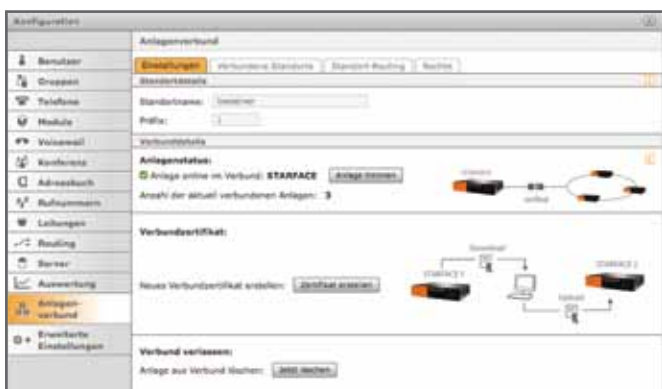 Konfiguration
Anlagenverbund
Benutzer
Gruppen
Telefone
Module
Voicemail
Konferenz
Adressbuch
Rufnummern
Leitungen
Routing
Server
Auswertung
Anlagen-
verbund
Erweiterte
Einstellungen
Einstellungen
Verbundene Standorte
Standort-Routing
Rechte
Standortdetails
Standortname:
Präfix:
1
Verbunddetails
Anlagenstatus:
Anlage online im Verbund: STARFACE
Anlage trennen
Anzahl der aktuell verbundenen Anlagen: 3
STARFACE
Verbundzertifikat:
Neues Verbundzertifikat erstellen:
Zertifikat erstellen
Download
STARFACE 1
STARFACE 2
Upload
Verbund verlassen:
Anlage aus Verbund löschen:
Jetzt löschen